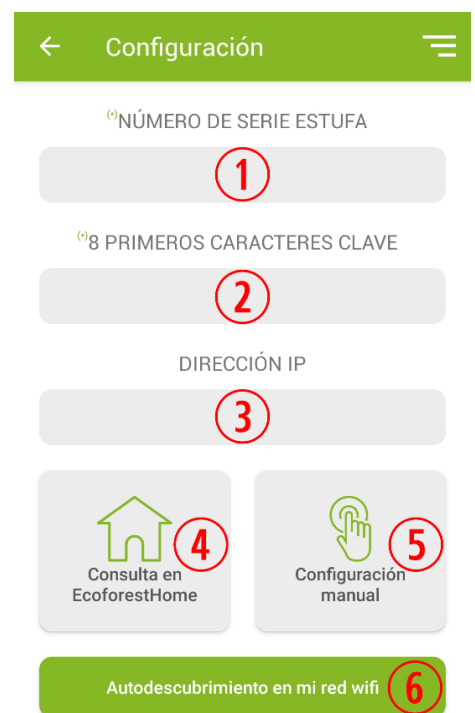 Configuración
(*)NÚMERO DE SERIE ESTUFA
1
(*)8 PRIMEROS CARACTERES CLAVE
2
DIRECCIÓN IP
3
4
Consulta en
EcoforestHome
5
Configuración
manual
Autodescubrimiento en mi red wifi 6